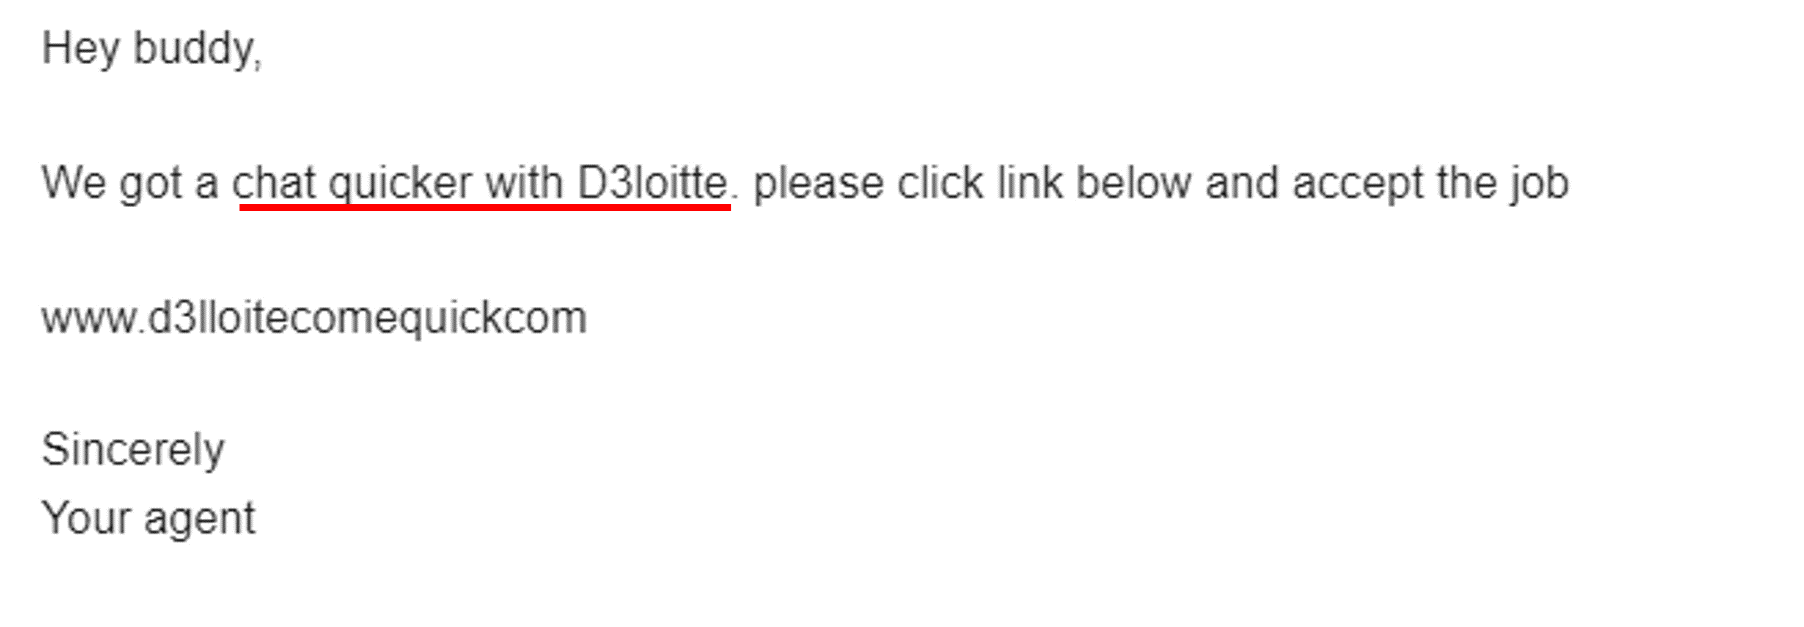 Hey buddy,
We got a chat quicker with D3loitte. please click link below and accept the job
www.d3lloitecomequickcom
Sincerely
Your agent